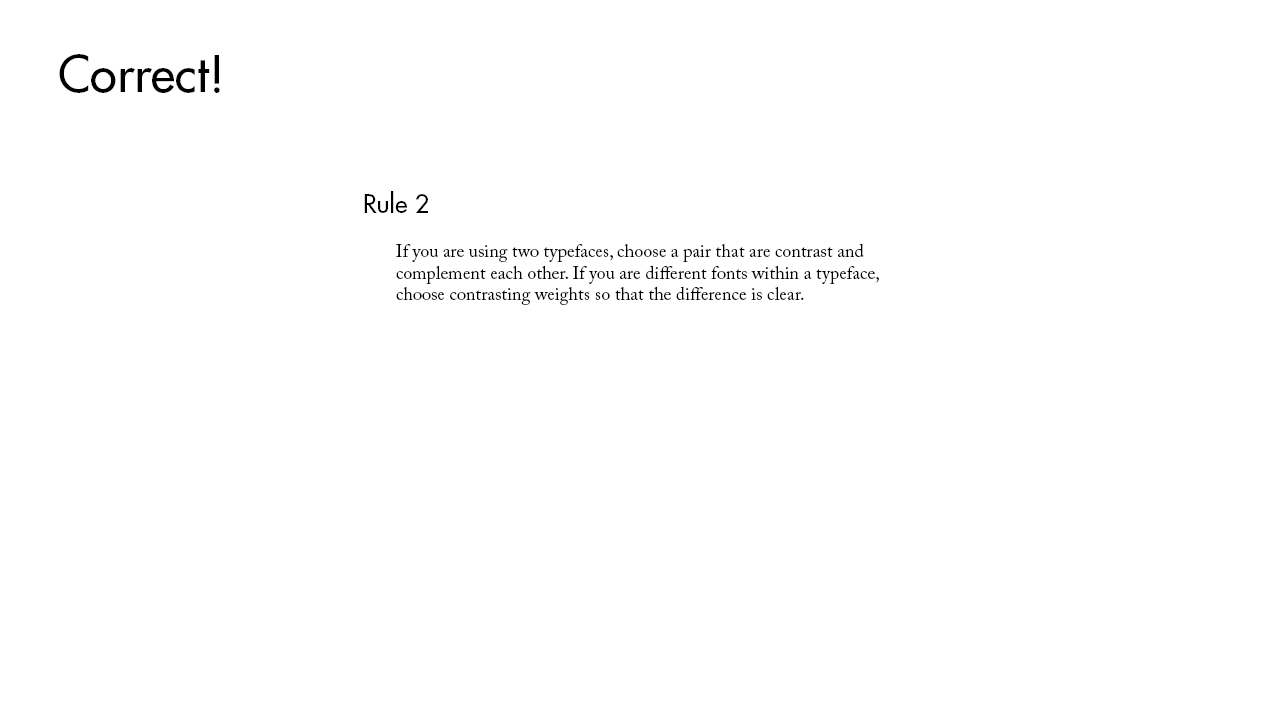 Correct!
Rule 2
If you are using two typefaces, choose a pair that are contrast and
complement each other. If you are different fonts within a typeface,
choose contrasting weights so that the difference is clear.